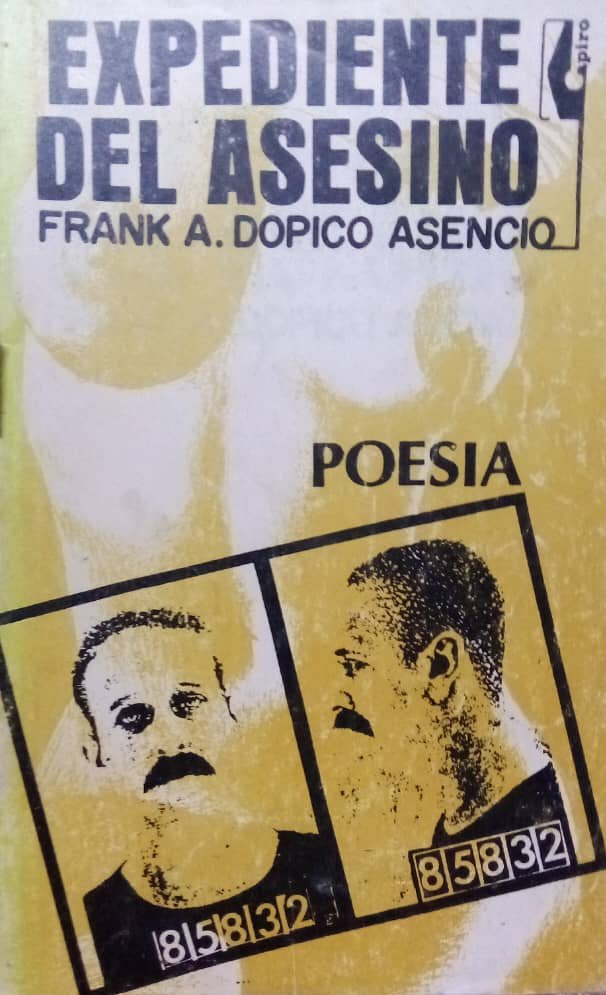 EXPEDIENTE
DEL ASESINO
FRANK A. DOPICO ASENCIO
Capiro
POESIA
85832
85832